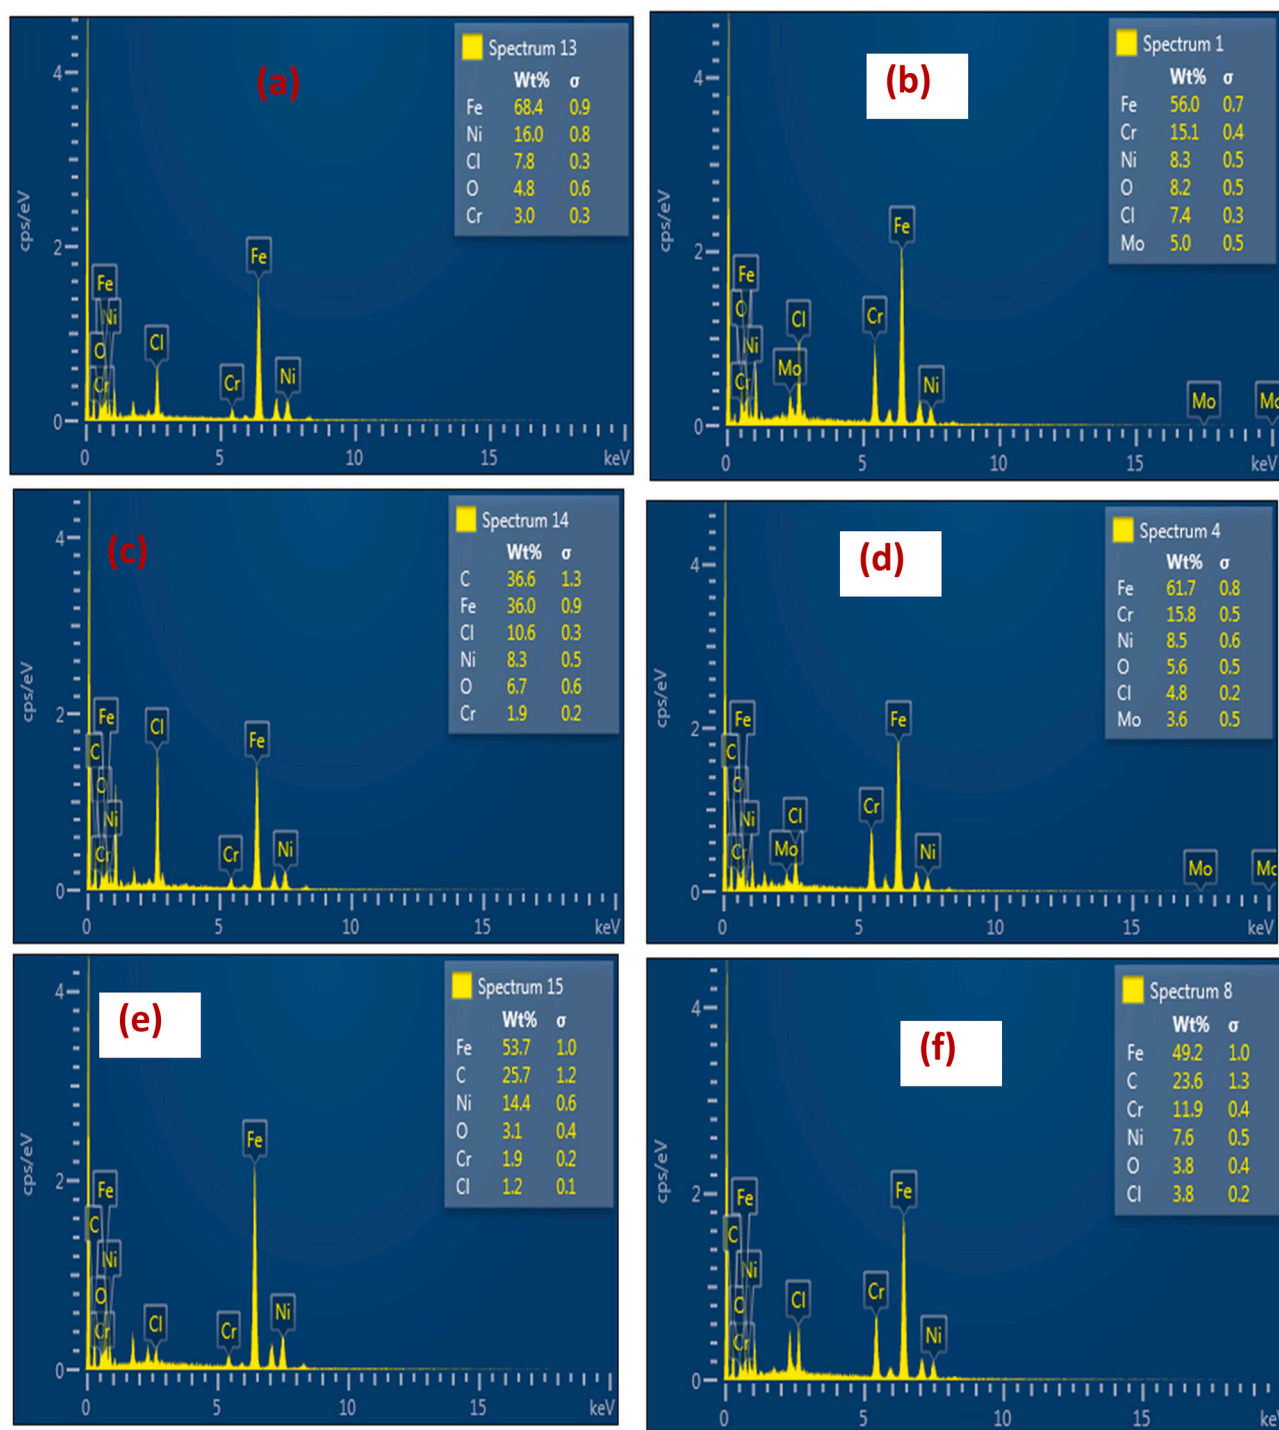 (a)
Spectrum 13
Wt% σ
Fe 68.4 0.9
Ni 16.0 0.8
Cl 7.8 0.3
O 4.8 0.6
Cr 3.0 0.3
cps/eV
4
2
0
Fe
Ni
O
Cr
Cl
Cr
Fe
Ni
0 5 10 15 keV
(b)
Spectrum 1
Wt% σ
Fe 56.0 0.7
Cr 15.1 0.4
Ni 8.3 0.5
O 8.2 0.5
Cl 7.4 0.3
Mo 5.0 0.5
cps/eV
4
2
0
Fe
O
Ni
Cr
Mo
Cl
Cr
Fe
Ni
Mo
Mo
0 5 10 15 keV
(c)
Spectrum 14
Wt% σ
C 36.6 1.3
Fe 36.0 0.9
Cl 10.6 0.3
Ni 8.3 0.5
O 6.7 0.6
Cr 1.9 0.2
cps/eV
4
2
0
Fe
C
O
Ni
Cr
Cl
Cr
Fe
Ni
0 5 10 15 keV
(d)
Spectrum 4
Wt% σ
Fe 61.7 0.8
Cr 15.8 0.5
Ni 8.5 0.6
O 5.6 0.5
Cl 4.8 0.2
Mo 3.6 0.5
cps/eV
4
2
0
Fe
C
O
Ni
Cr
Mo
Cl
Cr
Fe
Ni
Mo
Mo
0 5 10 15 keV
(e)
Spectrum 15
Wt% σ
Fe 53.7 1.0
C 25.7 1.2
Ni 14.4 0.6
O 3.1 0.4
Cr 1.9 0.2
Cl 1.2 0.1
cps/eV
4
2
0
Fe
C
Ni
O
Cr
Cl
Cr
Fe
Ni
0 5 10 15 keV
(f)
Spectrum 8
Wt% σ
Fe 49.2 1.0
C 23.6 1.3
Cr 11.9 0.4
Ni 7.6 0.5
O 3.8 0.4
Cl 3.8 0.2
cps/eV
4
2
0
Fe
C
Ni
O
Cr
Cl
Cr
Fe
Ni
0 5 10 15 keV